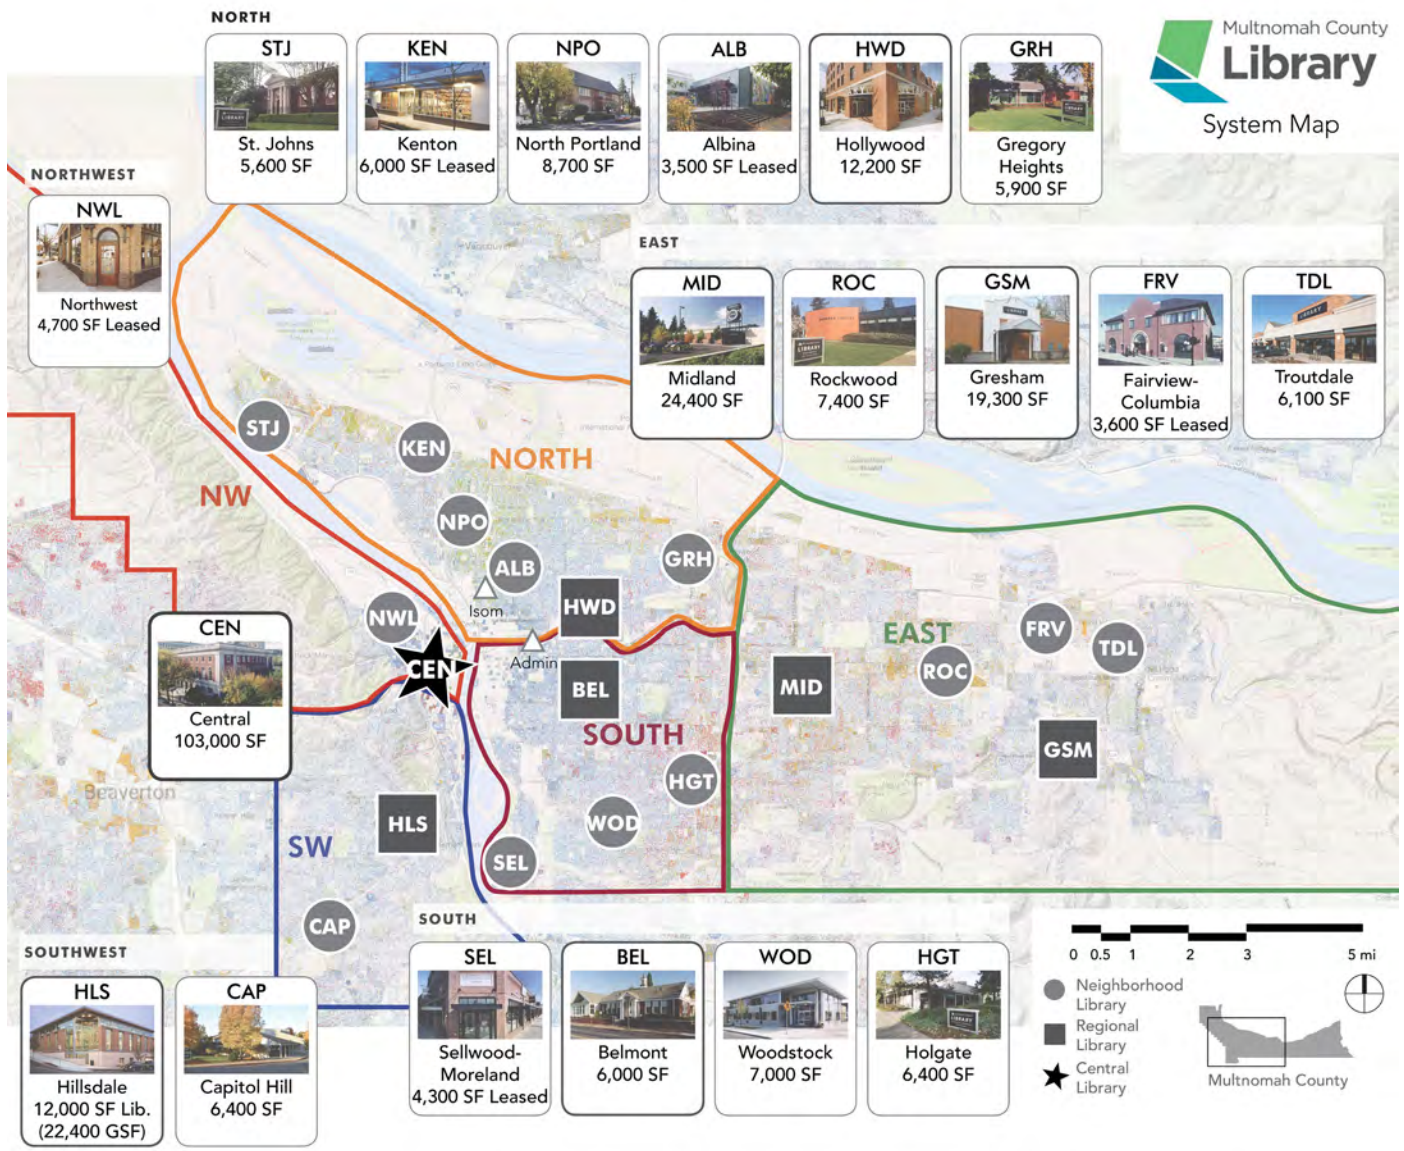 NORTH
STJ
St. Johns
5,600 SF
KEN
Kenton
6,000 SF Leased
NPO
North Portland
8,700 SF
ALB
Albina
3,500 SF Leased
HWD
Hollywood
12,200 SF
GRH
Gregory
Heights
5,900 SF
Multnomah County
Library
System Map
NORTHWEST
NWL
Northwest
4,700 SF Leased
EAST
MID
Midland
24,400 SF
ROC
Rockwood
7,400 SF
GSM
Gresham
19,300 SF
FRV
Fairview-
Columbia
3,600 SF Leased
TDL
Troutdale
6,100 SF
Vancouver
STJ
KEN
NORTH
NW
NPO
GRH
ALB
Isom
HWD
NWL
Admin
CEN
BEL
SOUTH
EAST
FRV
TDL
ROC
MID
GSM
HGT
WOD
SEL
HLS
SW
CAP
Beaverton
CEN
Central
103,000 SF
SOUTHWEST
HLS
Hillsdale
12,000 SF Lib.
(22,400 GSF)
CAP
Capitol Hill
6,400 SF
SOUTH
SEL
Sellwood-
Moreland
4,300 SF Leased
BEL
Belmont
6,000 SF
WOD
Woodstock
7,000 SF
HGT
Holgate
6,400 SF
0 0.5 1 2 3 5 mi
Neighborhood
Library
Regional
Library
Central
Library
Multnomah County